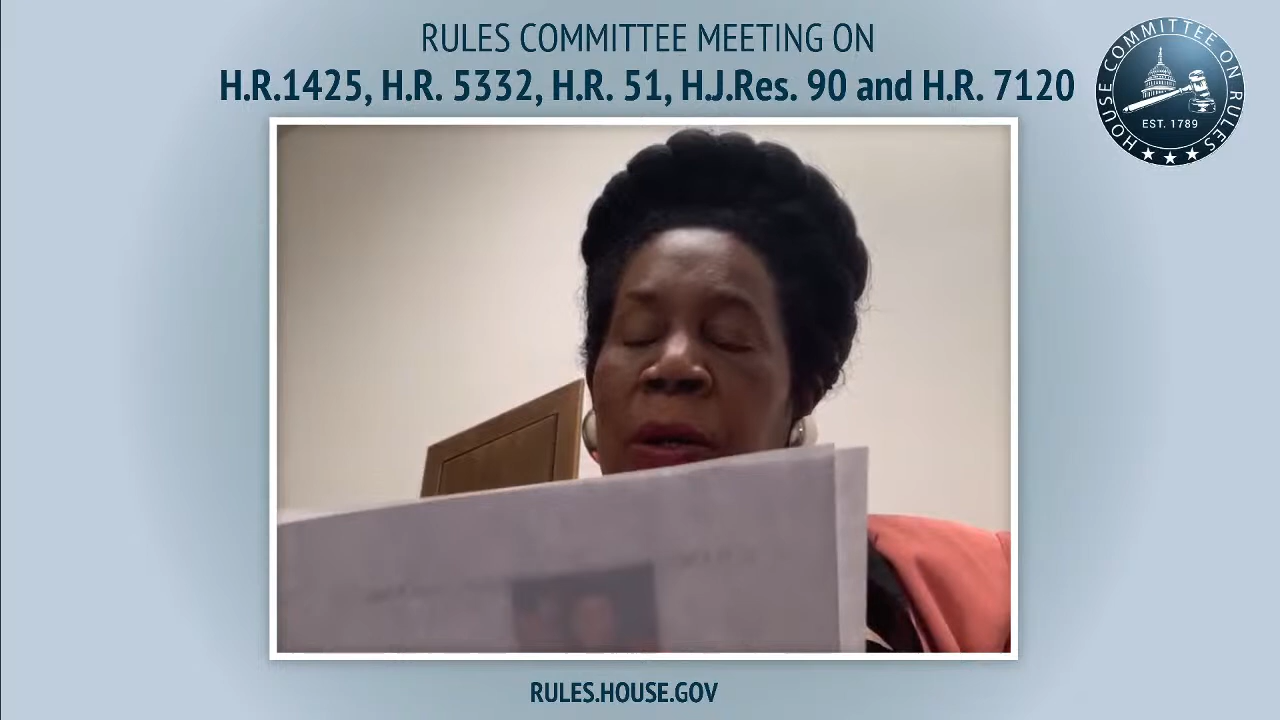 RULES COMMITTEE MEETING ON
H.R.1425, H.R. 5332, H.R. 51, H.J.Res. 90 and H.R. 7120
HOUSE COMMITTEE ON RULES
EST. 1789
RULES.HOUSE.GOV